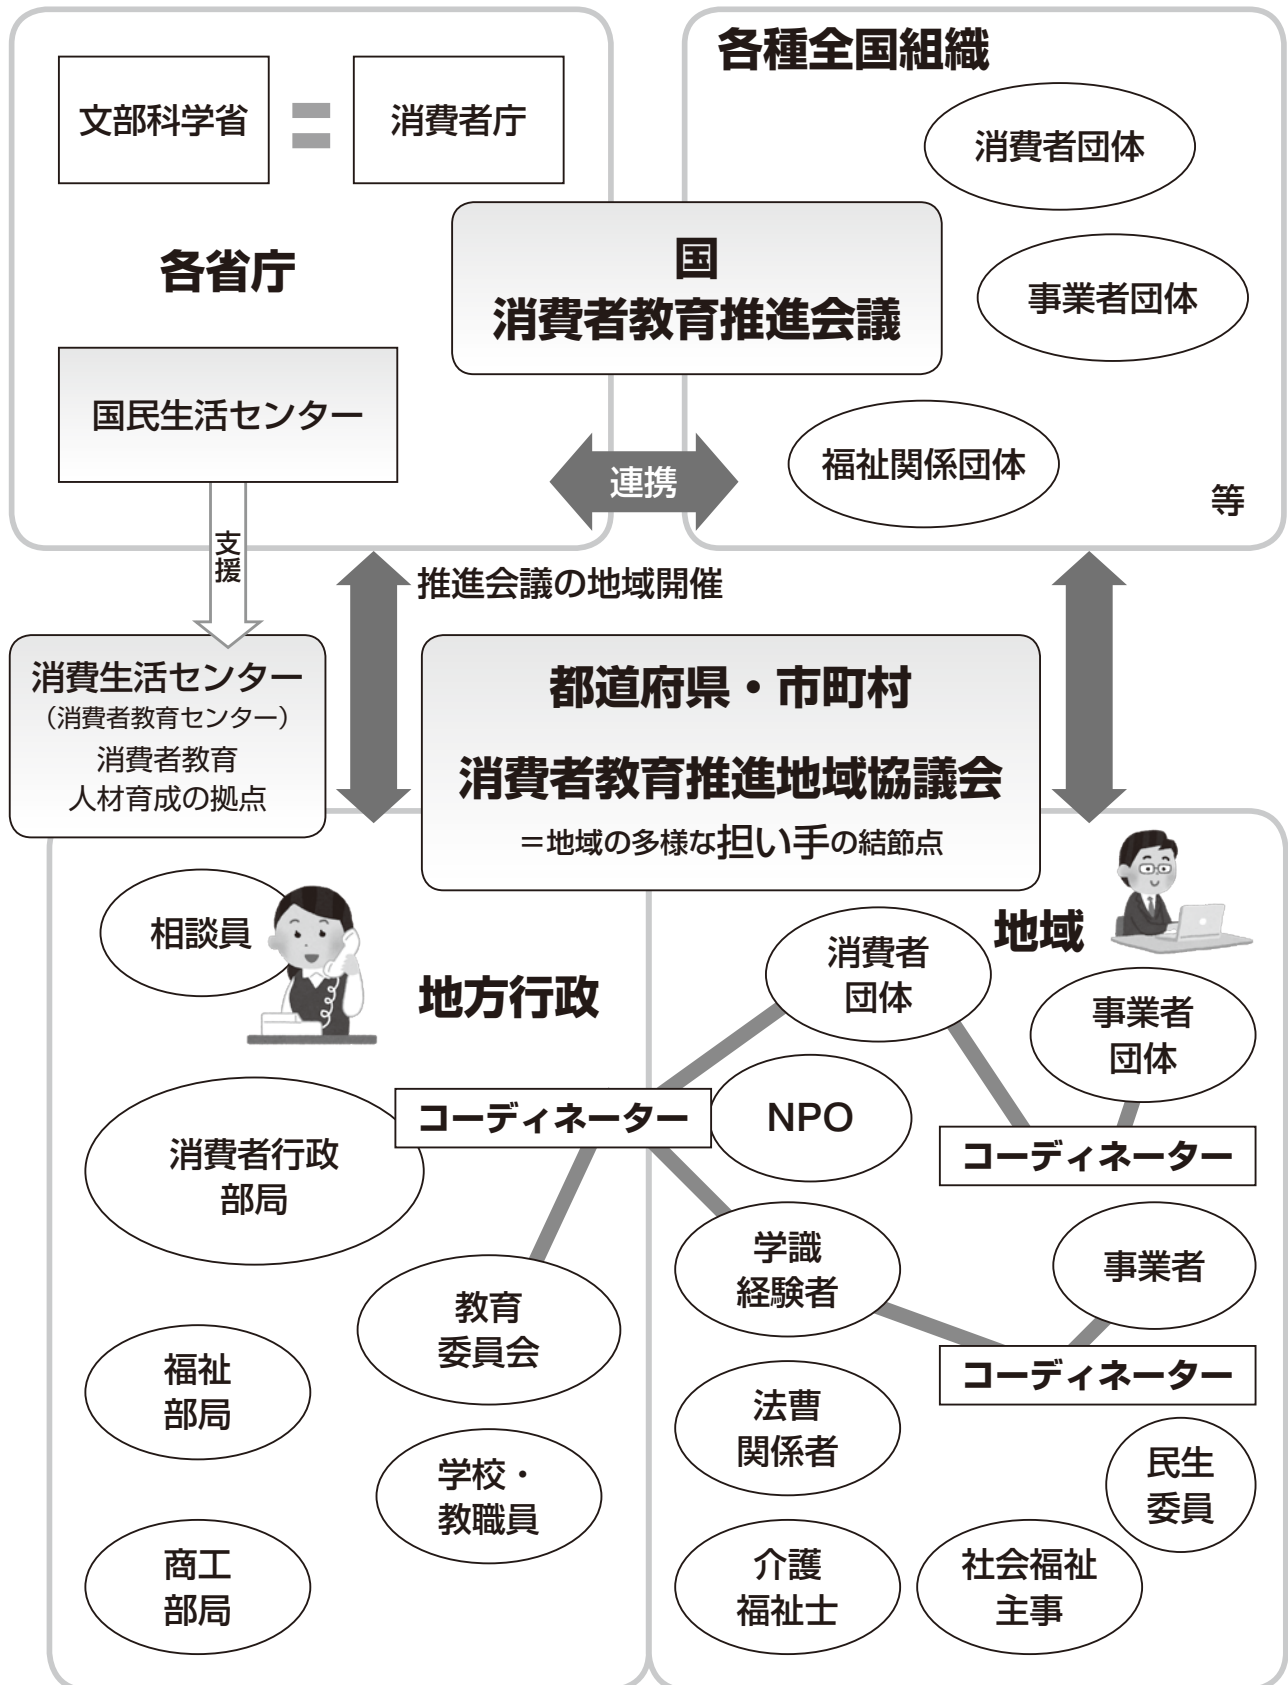 文部科学省
消費者庁
各省庁
国民生活センター
各種全国組織
消費者団体
事業者団体
福祉関係団体
等
国
消費者教育推進会議
連携
支援
推進会議の地域開催
消費生活センター
（消費者教育センター）
消費者教育
人材育成の拠点
都道府県・市町村
消費者教育推進地域協議会
＝地域の多様な担い手の結節点
相談員
地方行政
コーディネーター
消費者行政
部局
教育
委員会
福祉
部局
学校・
教職員
商工
部局
地域
消費者
団体
事業者
団体
NPO
コーディネーター
学識
経験者
事業者
コーディネーター
法曹
関係者
民生
委員
介護
福祉士
社会福祉
主事